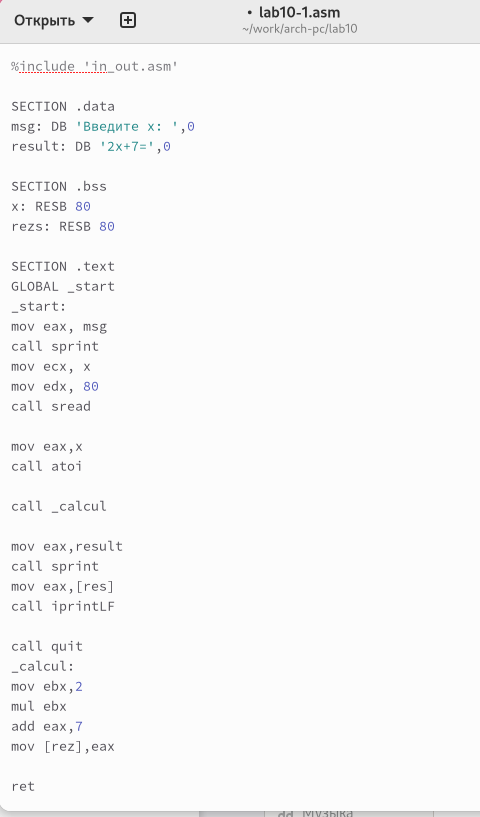 Открыть
• lab10-1.asm
~/work/arch-pc/lab10
%include 'in_out.asm'
SECTION .data
msg: DB 'Введите x: ',0
result: DB '2x+7=',0
SECTION .bss
x: RESB 80
rezs: RESB 80
SECTION .text
GLOBAL _start
_start:
mov eax, msg
call sprint
mov ecx, x
mov edx, 80
call sread
mov eax,x
call atoi
call _calcul
mov eax,result
call sprint
mov eax,[res]
call iprintLF
call quit
_calcul:
mov ebx,2
mul ebx
add eax,7
mov [rez],eax
ret